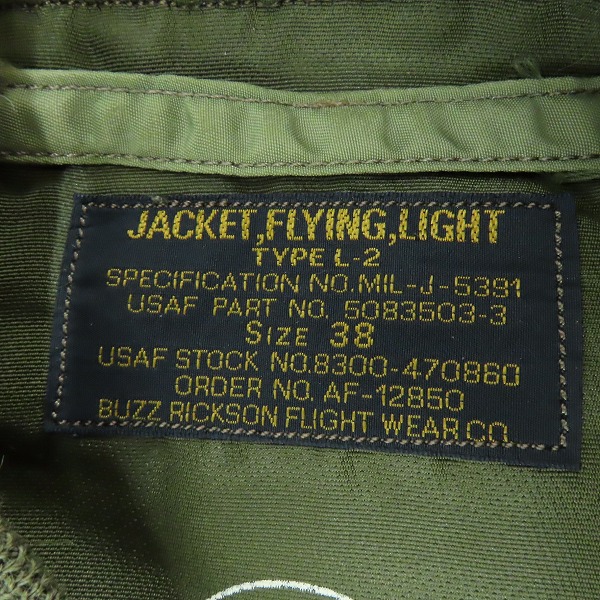 JACKET,FLYING,LIGHT
TYPE L-2
SPECIFICATION NO.MIL-J-5391
USAF PART NO. 5083503-3
SIZE 38
USAF STOCK NO.8300-470860
ORDER NO. AF-12850
BUZZ RICKSON FLIGHT WEAR CO.